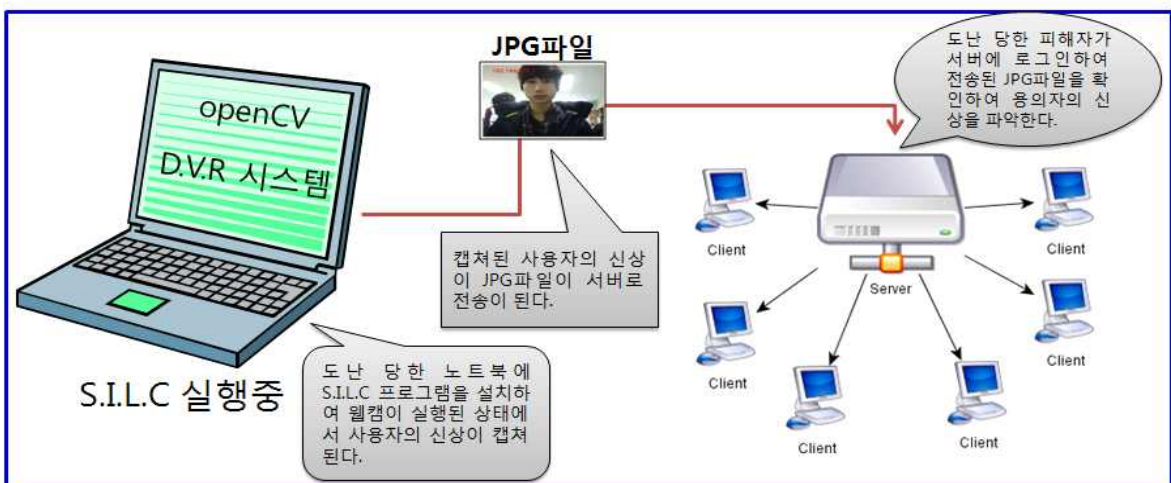 JPG파일
도난 당한 피해자가
서버에 로그인하여
전송된 JPG파일을 확
인하여 용의자의 신
상을 파악한다.
openCV
D.V.R 시스템
캡쳐된 사용자의 신상
이 JPG파일이 서버로
전송이 된다.
Client
Client
Server
Client
Client
Client
Client
S.I.L.C 실행중
도난 당한 노트북에
S.I.L.C 프로그램을 설치하
여 웹캠이 실행된 상태에
서 사용자의 신상이 캡쳐
된다.